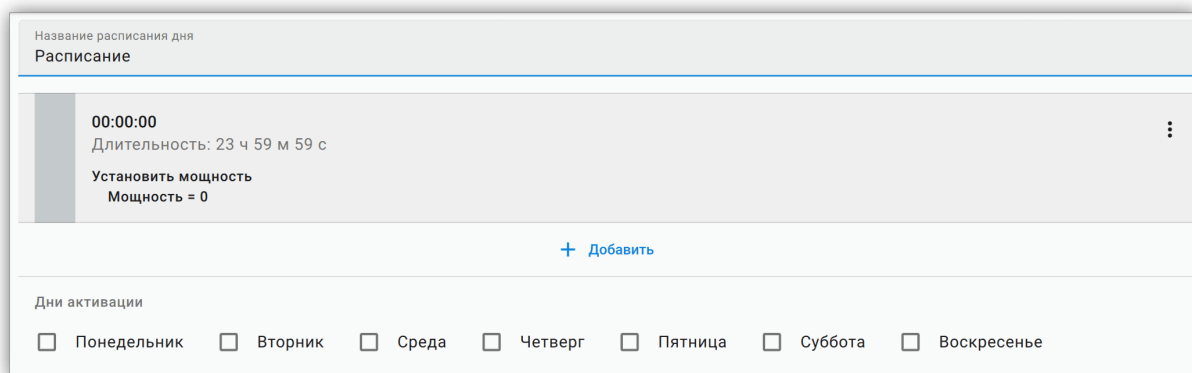 Название расписания дня
Расписание
00:00:00
Длительность: 23 ч 59 м 59 с
Установить мощность
Мощность = 0
Добавить
Дни активации
Понедельник Вторник Среда Четверг Пятница Суббота Воскресенье